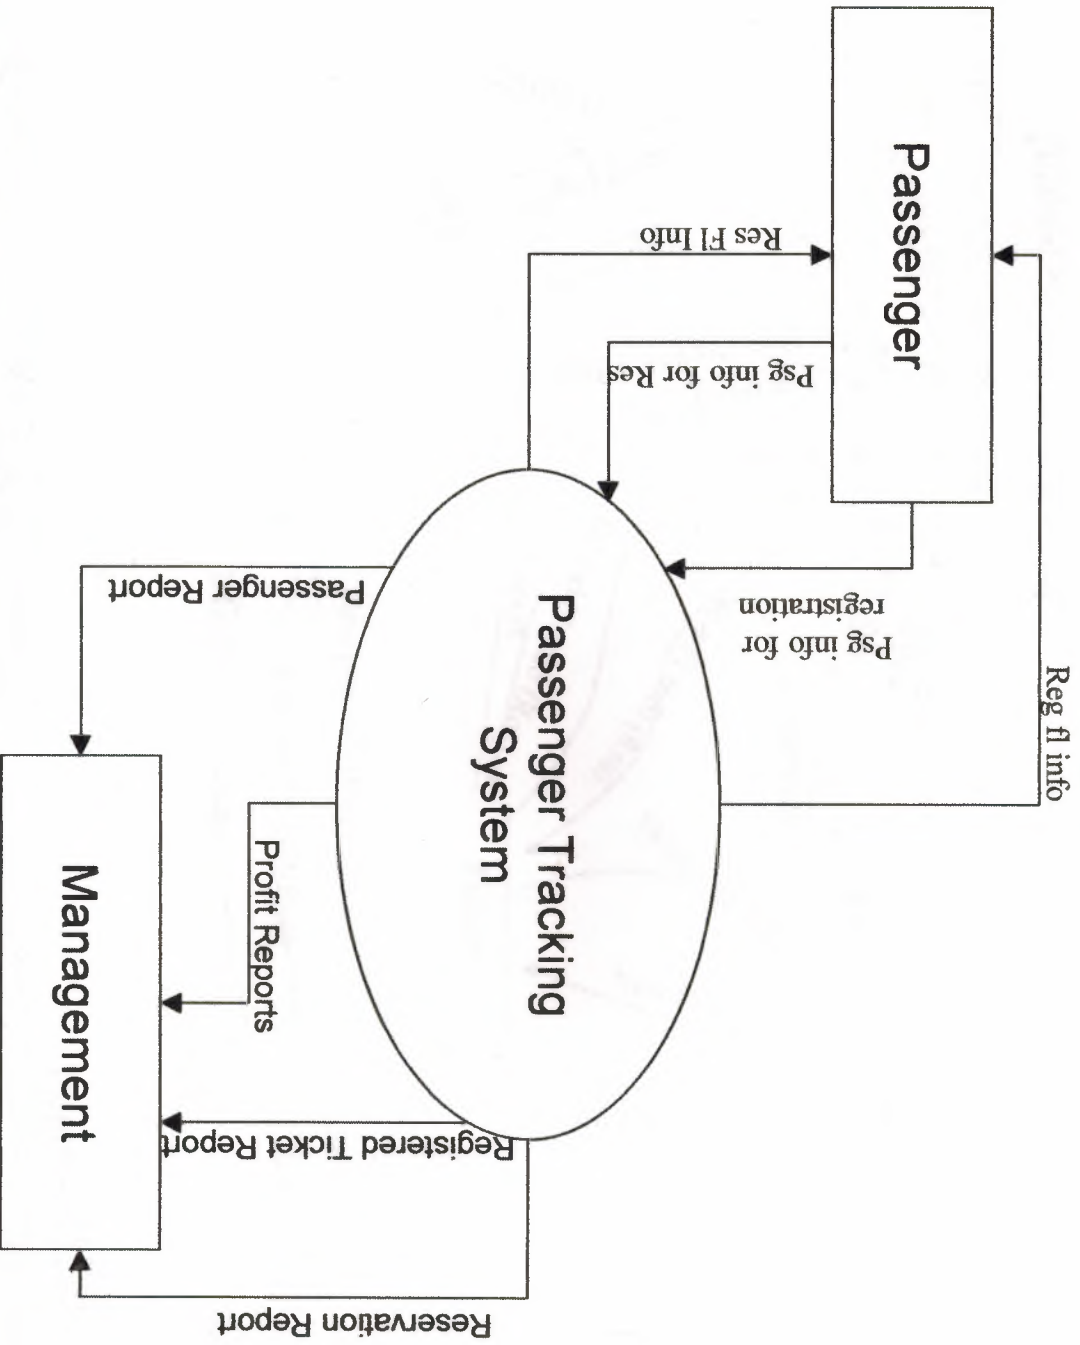 Reg fl info
Passenger
Res Fl Info
Psg info for Res
Psg info for
registration
Passenger Tracking
System
Passenger Report
Profit Reports
Registered Ticket Report
Reservation Report
Management